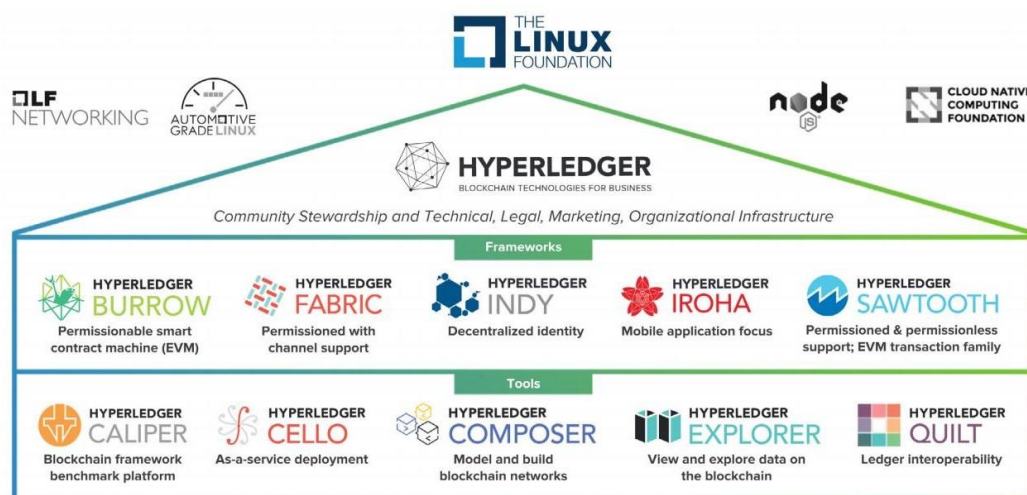 THE
LINUX
FOUNDATION
LF
NETWORKING
AUTOMOTIVE
GRADE LINUX
node
JS
CLOUD NATIVE
COMPUTING
FOUNDATION
HYPERLEDGER
BLOCKCHAIN TECHNOLOGIES FOR BUSINESS
Community Stewardship and Technical, Legal, Marketing, Organizational Infrastructure
Frameworks
HYPERLEDGER
BURROW
Permissionable smart
contract machine (EVM)
HYPERLEDGER
FABRIC
Permissioned with
channel support
HYPERLEDGER
INDY
Decentralized identity
HYPERLEDGER
IROHA
Mobile application focus
HYPERLEDGER
SAWTOOTH
Permissioned & permissionless
support; EVM transaction family
Tools
HYPERLEDGER
CALIPER
Blockchain framework
benchmark platform
HYPERLEDGER
CELLO
As-a-service deployment
HYPERLEDGER
COMPOSER
Model and build
blockchain networks
HYPERLEDGER
EXPLORER
View and explore data on
the blockchain
HYPERLEDGER
QUILT
Ledger interoperability